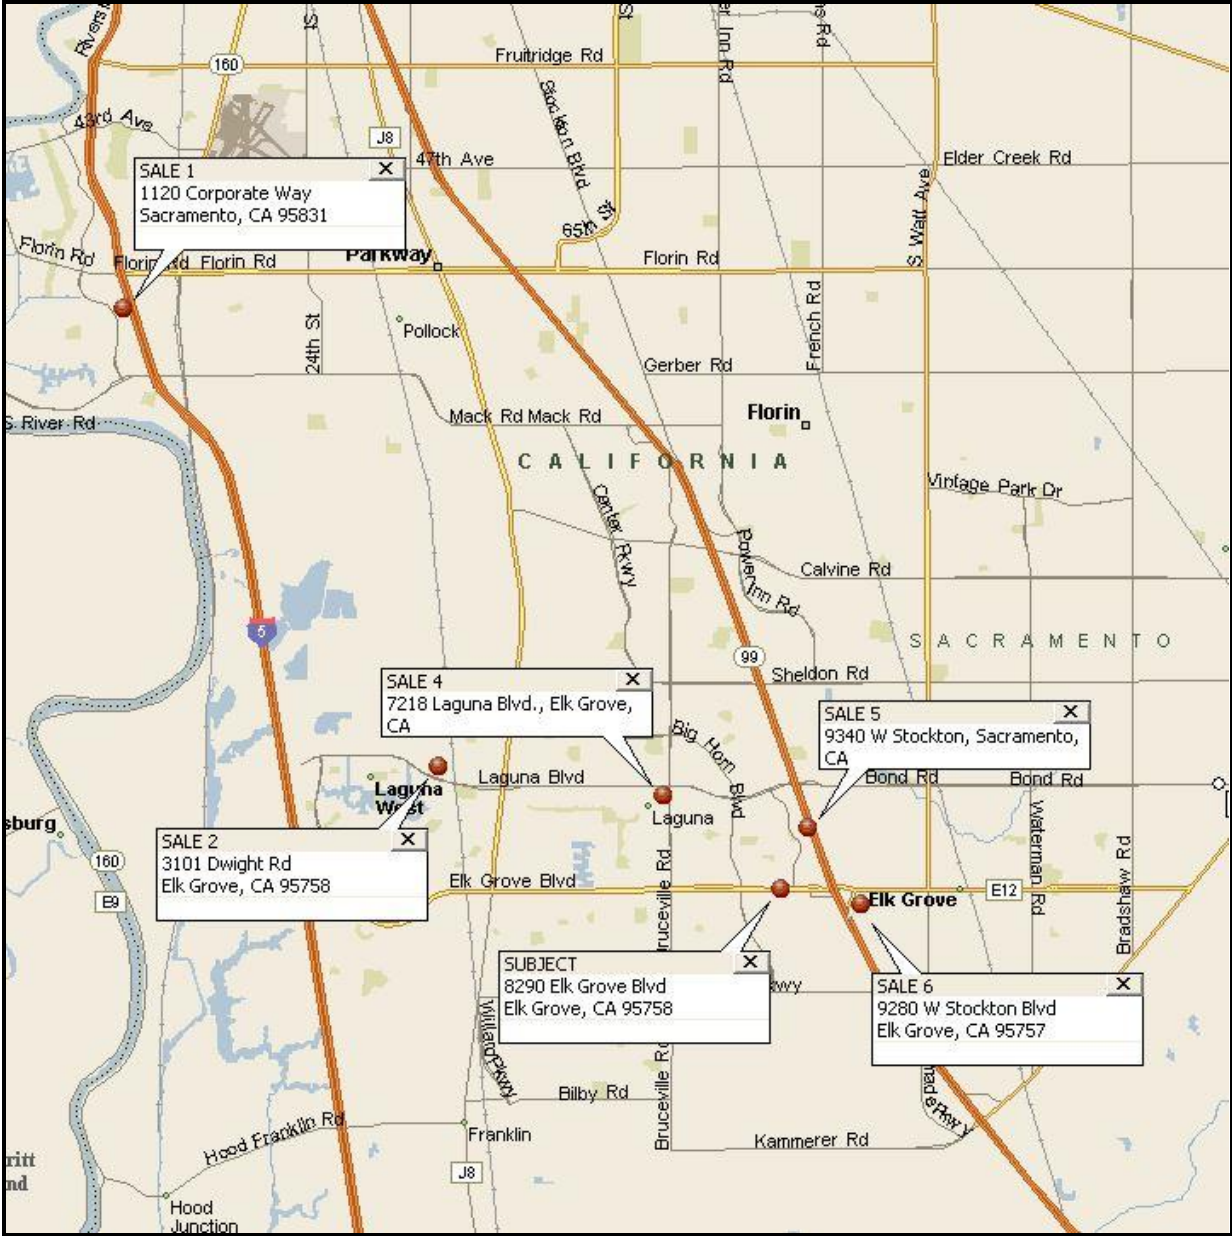 Fruitridge Rd
160
Stockton Blvd
43rd Ave
J8
47th Ave
Elder Creek Rd
SALE 1
1120 Corporate Way
Sacramento, CA 95831
S Watt Ave
65th St
Florin Rd
Florin Rd
Florin Rd
Parkway
Florin Rd
Pollock
24th St
French Rd
Gerber Rd
S River Rd
Mack Rd
Mack Rd
Florin
CALIFORNIA
Vintage Park Dr
Center Pkwy
Power Inn Rd
Calvine Rd
5
SACRAMENTO
99
Sheldon Rd
SALE 4
7218 Laguna Blvd., Elk Grove,
CA
SALE 5
9340 W Stockton, Sacramento,
CA
Big Horn Blvd
Laguna Blvd
Bond Rd
Bond Rd
Laguna
West
Laguna
sburg
SALE 2
3101 Dwight Rd
Elk Grove, CA 95758
160
E9
Waterman Rd
Bradshaw Rd
Elk Grove Blvd
E12
Elk Grove
Bruceville Rd
SUBJECT
8290 Elk Grove Blvd
Elk Grove, CA 95758
kwy
SALE 6
9280 W Stockton Blvd
Elk Grove, CA 95757
Willard Pkwy
Bilby Rd
Bruceville Rd
Hood Franklin Rd
Franklin
Kammerer Rd
J8
ritt
nd
Hood
Junction